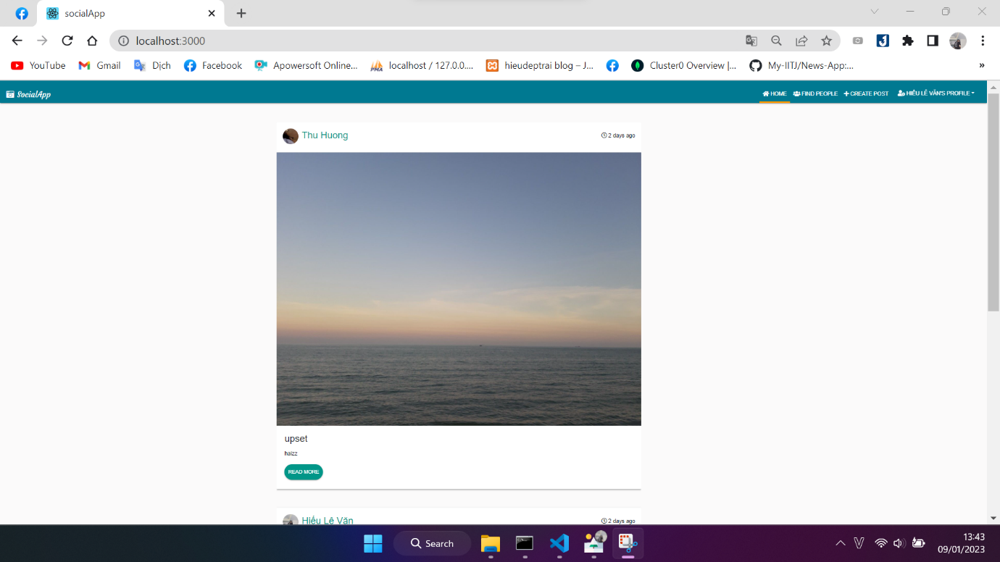 socialApp
localhost:3000
YouTube
Gmail
Dịch
Facebook
Apowersoft Online...
localhost / 127.0.0....
hieudeptrai blog – J...
Cluster0 Overview |...
My-IITJ/News-App:...
»
SocialApp
HOME
FIND PEOPLE
CREATE POST
HIẾU LÊ VĂN'S PROFILE
Thu Huong
2 days ago
upset
haizz
READ MORE
Hiếu Lê Văn
2 days ago
Search
13:43
09/01/2023